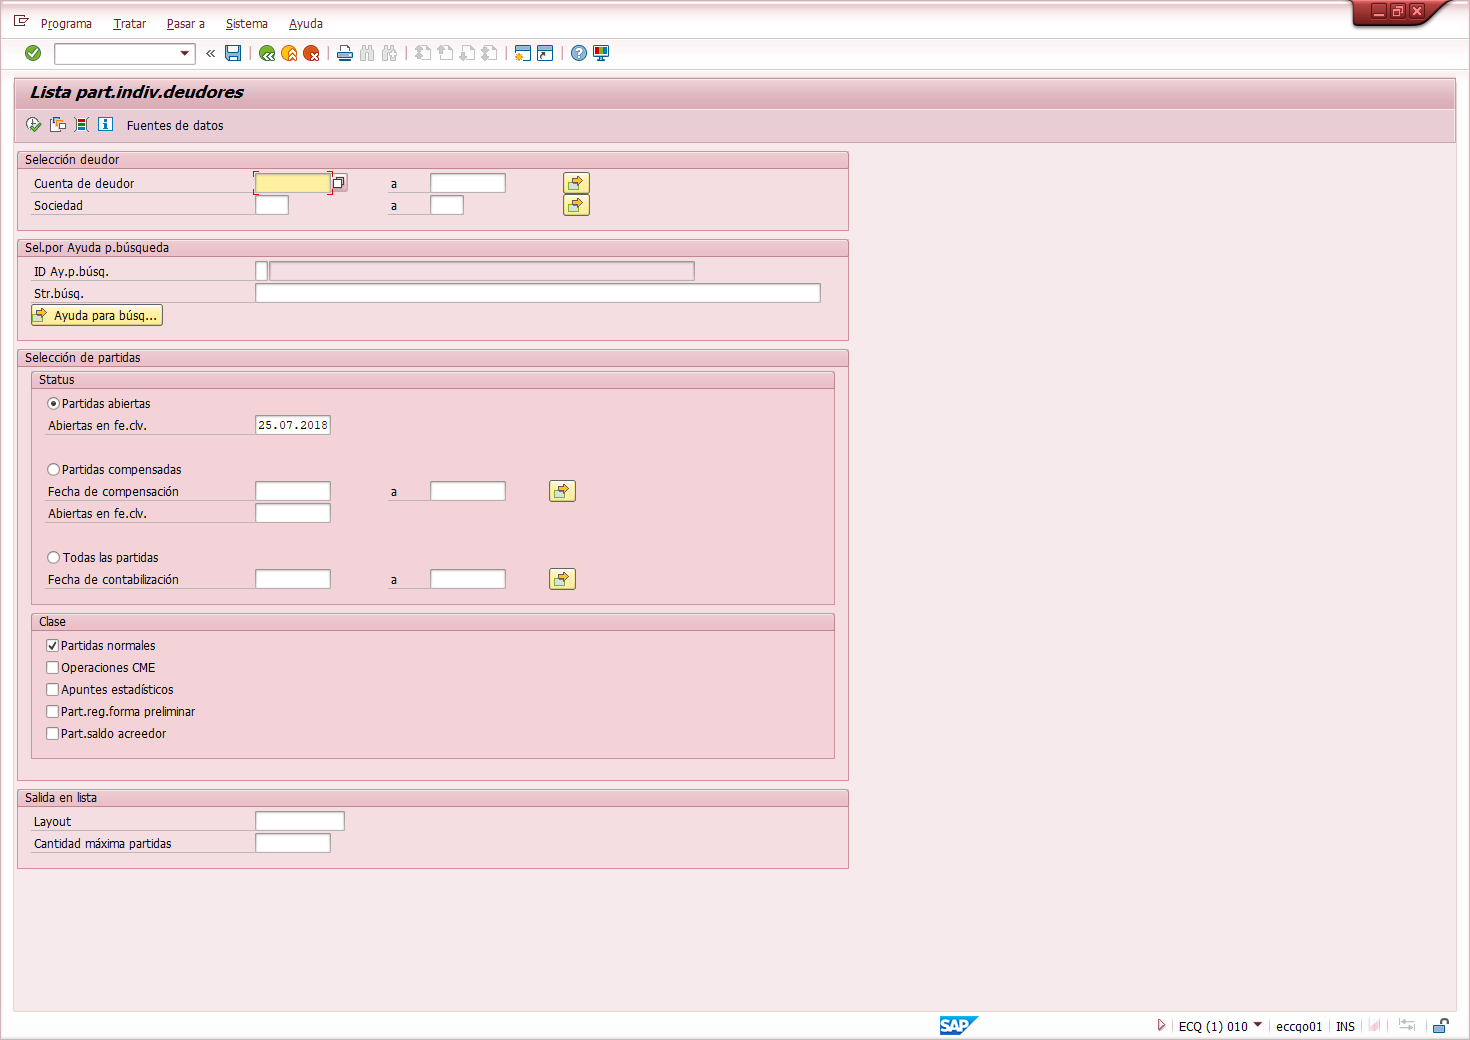 Programa Tratar Pasar a Sistema Ayuda
Lista part.indiv.deudores
Fuentes de datos
Selección deudor
Cuenta de deudor a
Sociedad a
Sel.por Ayuda p.búsqueda
ID Ay.p.búsq.
Str.búsq.
Ayuda para búsq...
Selección de partidas
Status
Partidas abiertas
Abiertas en fe.clv. 25.07.2018
Partidas compensadas
Fecha de compensación a
Abiertas en fe.clv.
Todas las partidas
Fecha de contabilización a
Clase
Partidas normales
Operaciones CME
Apuntes estadísticos
Part.reg.forma preliminar
Part.saldo acreedor
Salida en lista
Layout
Cantidad máxima partidas
SAP ECQ (1) 010 eccqo01 INS